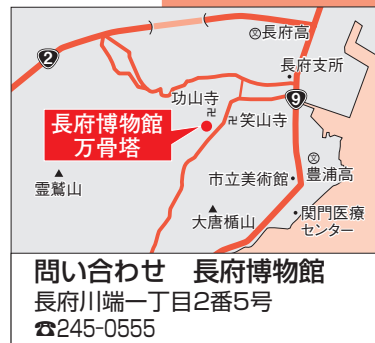 文長府高
長府支所
2
功山寺
9
長府博物館
万骨塔
笑山寺
霊鷲山
文
豊浦高
市立美術館
大唐櫃山
関門医療
センター
問い合わせ 長府博物館
長府川端一丁目2番5号
☎245-0555